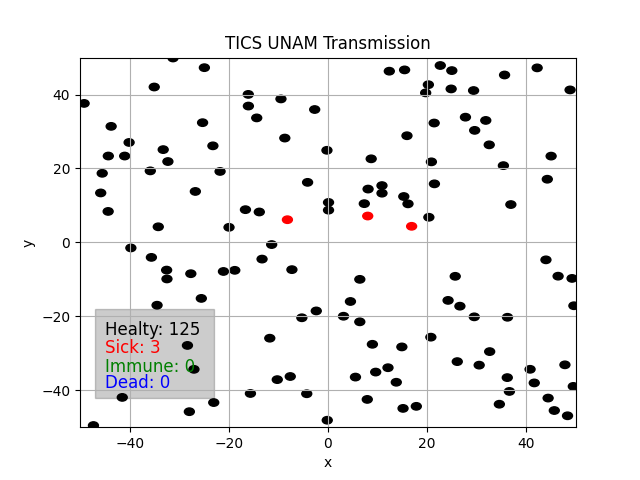 TICS UNAM Transmission
y
40
20
0
−20
−40
Healty: 125
Sick: 3
Immune: 0
Dead: 0
−40 −20 0 20 40
x